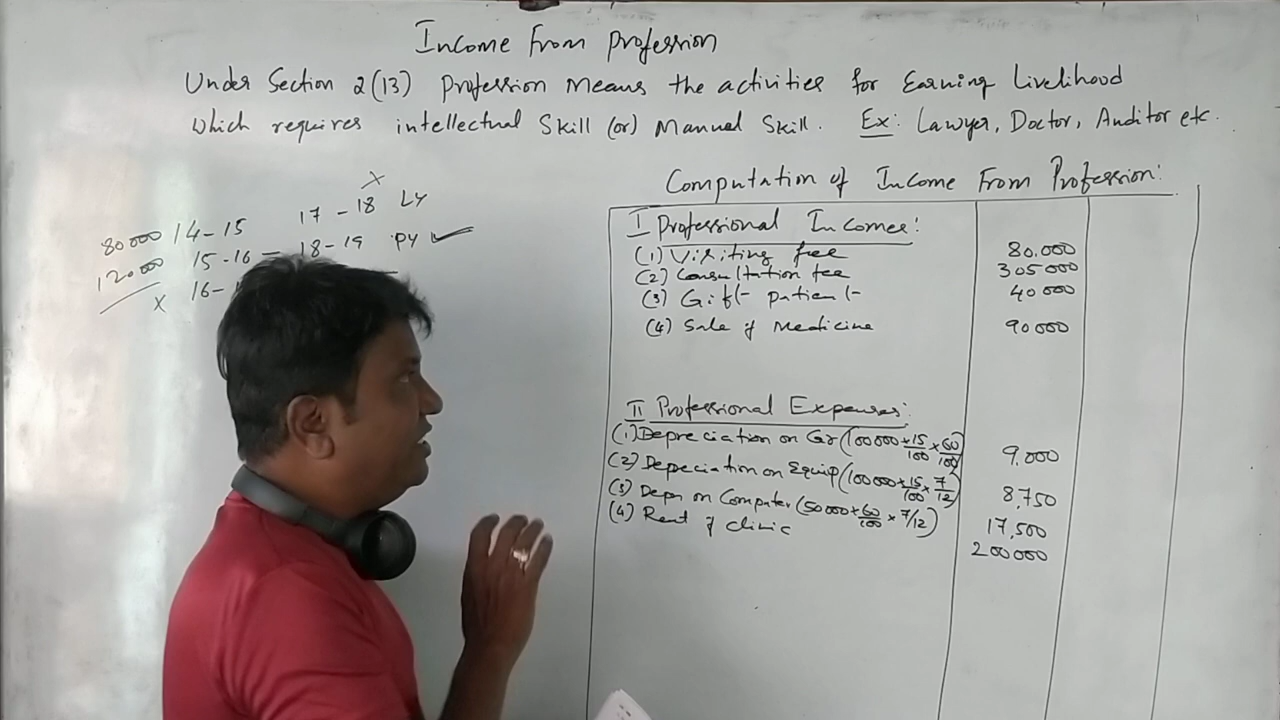 Income From Profession
Under Section 2(13) Profession Means the activities for Earning Livelihood
which requires intellectual Skill (or) Manual Skill. Ex: Lawyer, Doctor, Auditor etc.
X
80000 14-15 17-18 LY
120000 15-16 - 18-19 PY ✓
X 16-
Computation of Income From Profession:
I Professional Incomes:
(1) Visiting fee 80,000
(2) Consultation fee 305000
(3) Gift - patient - 40000
(4) Sale of Medicine 90000
II Professional Expenses:
(1) Depreciation on Car (100000 × 15/100 × 60/100) 9,000
(2) Depeciation on Equip (100000 × 15/100 × 7/12) 8,750
(3) Depn on Computer (50000 × 60/100 × 7/12) 17,500
(4) Rent of clinic 200000